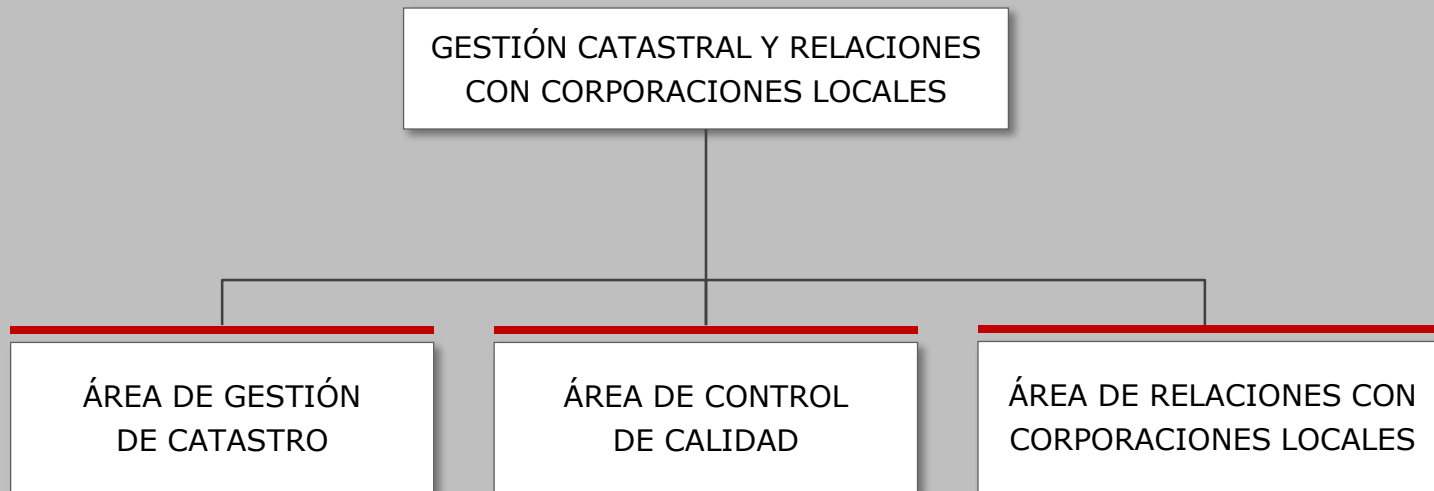 GESTIÓN CATASTRAL Y RELACIONES
CON CORPORACIONES LOCALES
ÁREA DE GESTIÓN
DE CATASTRO
ÁREA DE CONTROL
DE CALIDAD
ÁREA DE RELACIONES CON
CORPORACIONES LOCALES